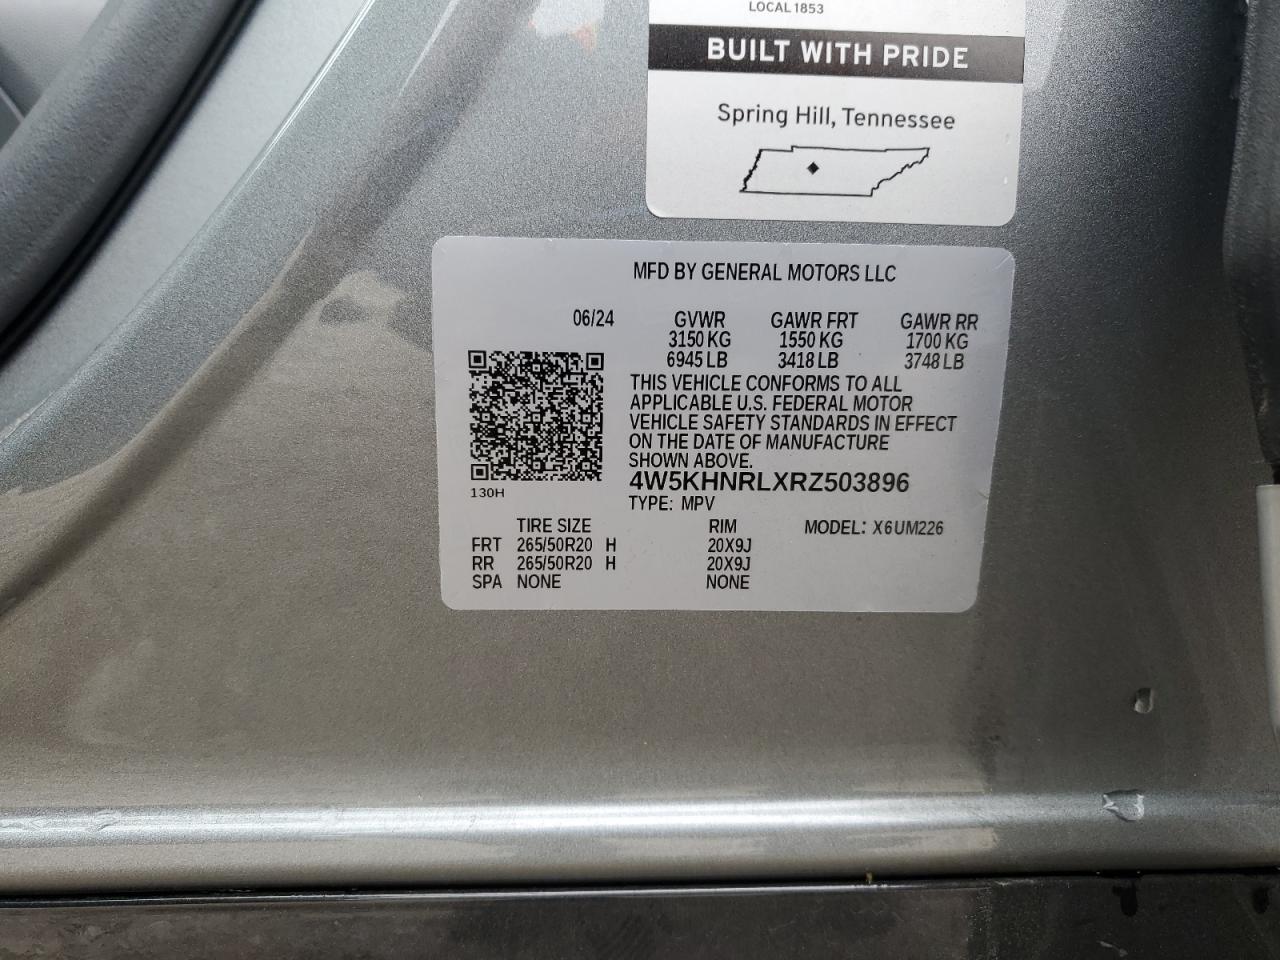 LOCAL 1853
BUILT WITH PRIDE
Spring Hill, Tennessee
MFD BY GENERAL MOTORS LLC
06/24 GVWR GAWR FRT GAWR RR
3150 KG 1550 KG 1700 KG
6945 LB 3418 LB 3748 LB
THIS VEHICLE CONFORMS TO ALL
APPLICABLE U.S. FEDERAL MOTOR
VEHICLE SAFETY STANDARDS IN EFFECT
ON THE DATE OF MANUFACTURE
SHOWN ABOVE.
4W5KHNRLXRZ503896
130H
TYPE: MPV
TIRE SIZE RIM MODEL: X6UM226
FRT 265/50R20 H 20X9J
RR 265/50R20 H 20X9J
SPA NONE NONE